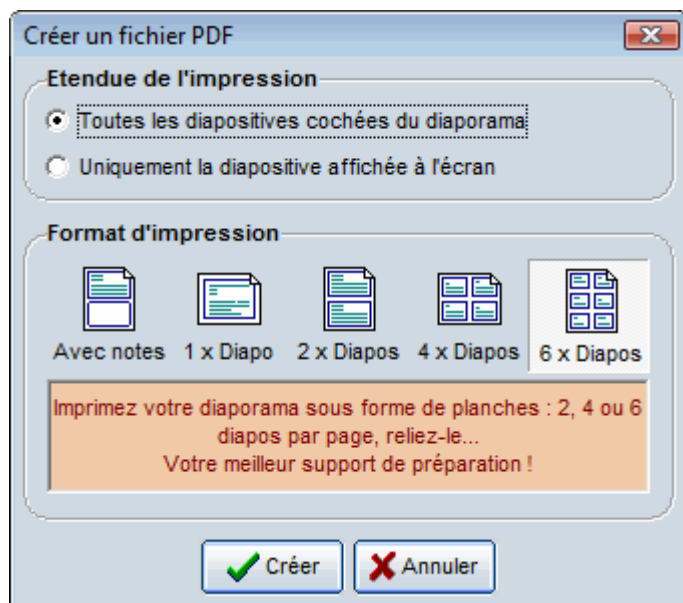 Créer un fichier PDF
Etendue de l'impression
Toutes les diapositives cochées du diaporama
Uniquement la diapositive affichée à l'écran
Format d'impression
Avec notes 1 x Diapo 2 x Diapos 4 x Diapos 6 x Diapos
Imprimez votre diaporama sous forme de planches : 2, 4 ou 6
diapos par page, reliez-le...
Votre meilleur support de préparation !
Créer Annuler